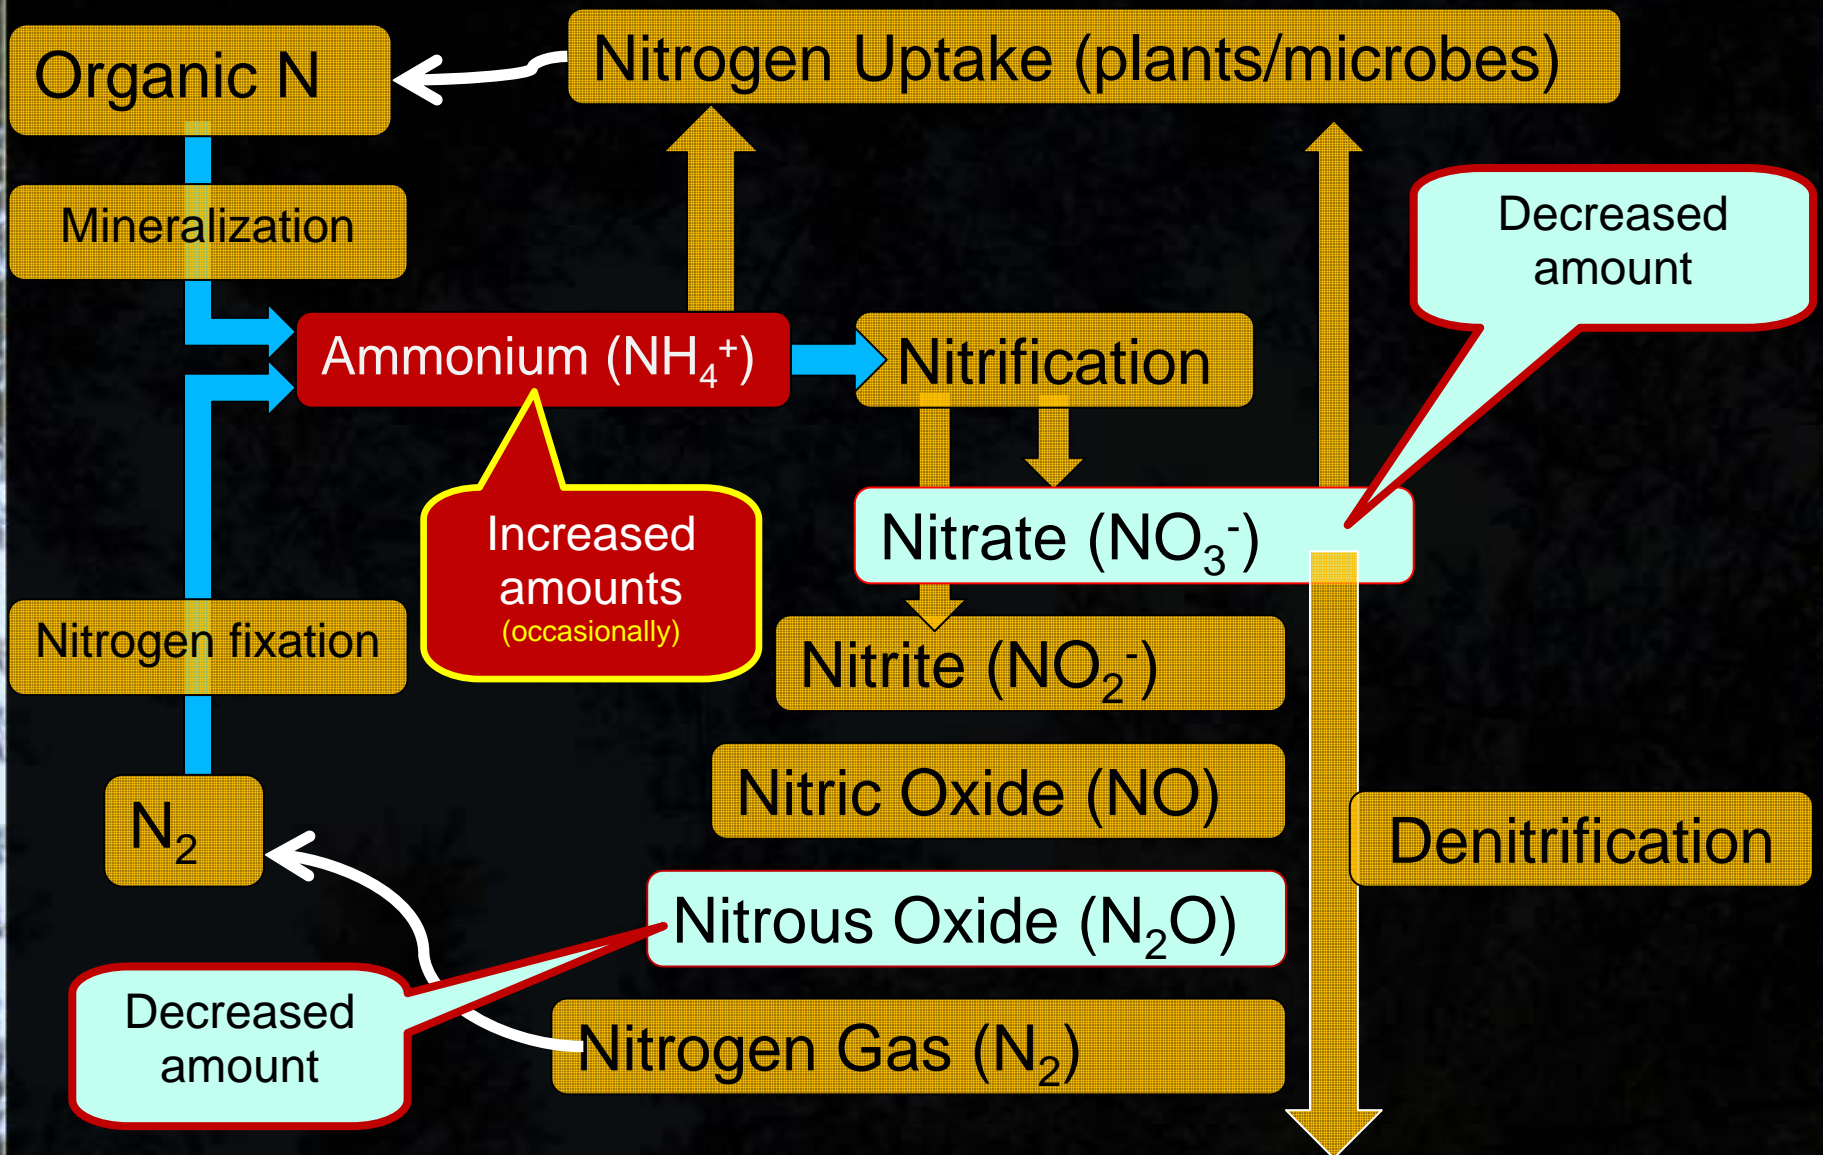 Organic N
Nitrogen Uptake (plants/microbes)
Mineralization
Decreased
amount
Ammonium (NH₄⁺)
Nitrification
Increased
amounts
(occasionally)
Nitrate (NO₃⁻)
Nitrogen fixation
Nitrite (NO₂⁻)
N₂
Nitric Oxide (NO)
Denitrification
Nitrous Oxide (N₂O)
Decreased
amount
Nitrogen Gas (N₂)